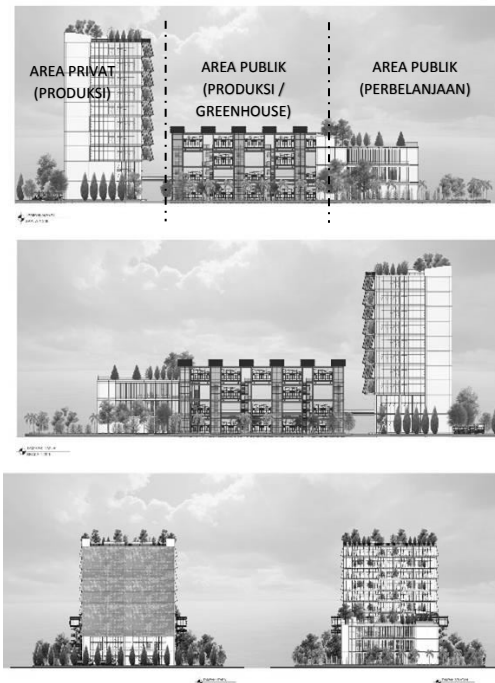 AREA PRIVAT
(PRODUKSI)
AREA PUBLIK
(PRODUKSI /
GREENHOUSE)
AREA PUBLIK
(PERBELANJAAN)